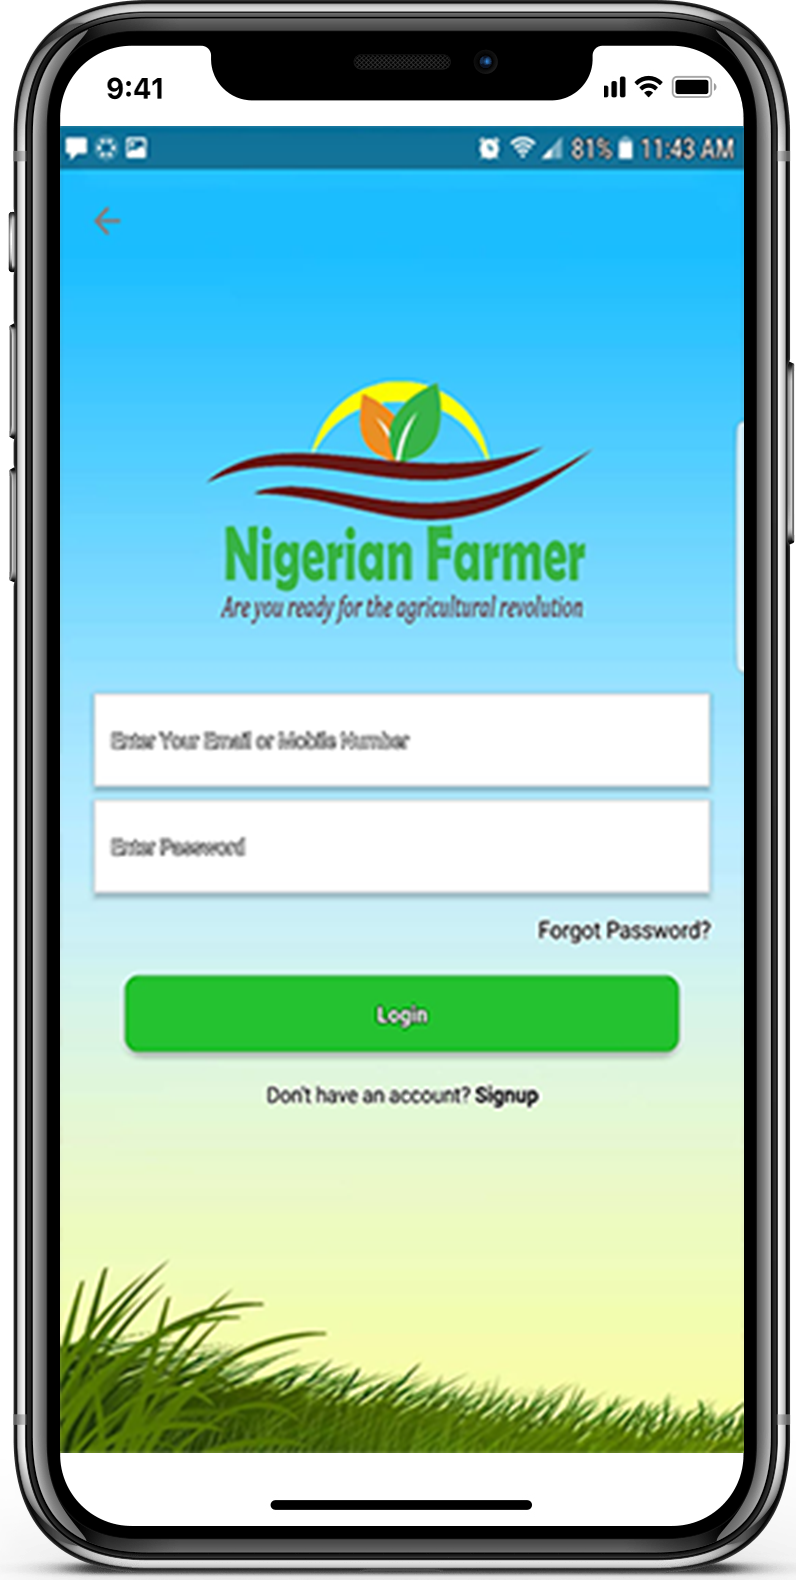 9:41
81% 11:43 AM
Nigerian Farmer
Are you ready for the agricultural revolution
Enter Your Email or Mobile Number
Enter Password
Forgot Password?
Login
Don't have an account? Signup